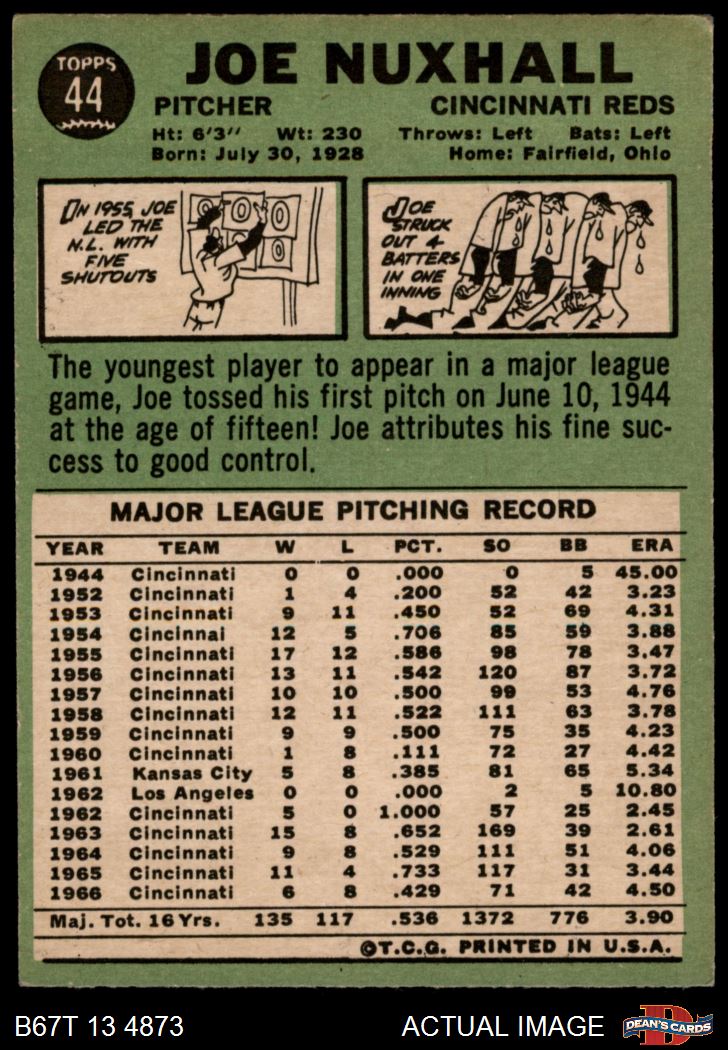 TOPPS
44
JOE NUXHALL
PITCHER CINCINNATI REDS
Ht: 6'3" Wt: 230 Throws: Left Bats: Left
Born: July 30, 1928 Home: Fairfield, Ohio
IN 1955, JOE
LED THE
N.L. WITH
FIVE
SHUTOUTS
0 0 0
0
JOE
STRUCK
OUT 4
BATTERS
IN ONE
INNING
The youngest player to appear in a major league
game, Joe tossed his first pitch on June 10, 1944
at the age of fifteen! Joe attributes his fine suc-
cess to good control.
MAJOR LEAGUE PITCHING RECORD
YEAR TEAM W L PCT. SO BB ERA
1944 Cincinnati 0 0 .000 0 5 45.00
1952 Cincinnati 1 4 .200 52 42 3.23
1953 Cincinnati 9 11 .450 52 69 4.31
1954 Cincinnai 12 5 .706 85 59 3.88
1955 Cincinnati 17 12 .586 98 78 3.47
1956 Cincinnati 13 11 .542 120 87 3.72
1957 Cincinnati 10 10 .500 99 53 4.76
1958 Cincinnati 12 11 .522 111 63 3.78
1959 Cincinnati 9 9 .500 75 35 4.23
1960 Cincinnati 1 8 .111 72 27 4.42
1961 Kansas City 5 8 .385 81 65 5.34
1962 Los Angeles 0 0 .000 2 5 10.80
1962 Cincinnati 5 0 1.000 57 25 2.45
1963 Cincinnati 15 8 .652 169 39 2.61
1964 Cincinnati 9 8 .529 111 51 4.06
1965 Cincinnati 11 4 .733 117 31 3.44
1966 Cincinnati 6 8 .429 71 42 4.50
Maj. Tot. 16 Yrs. 135 117 .536 1372 776 3.90
©T.C.G. PRINTED IN U.S.A.
B67T 13 4873 ACTUAL IMAGE
D
DEAN'S CARDS